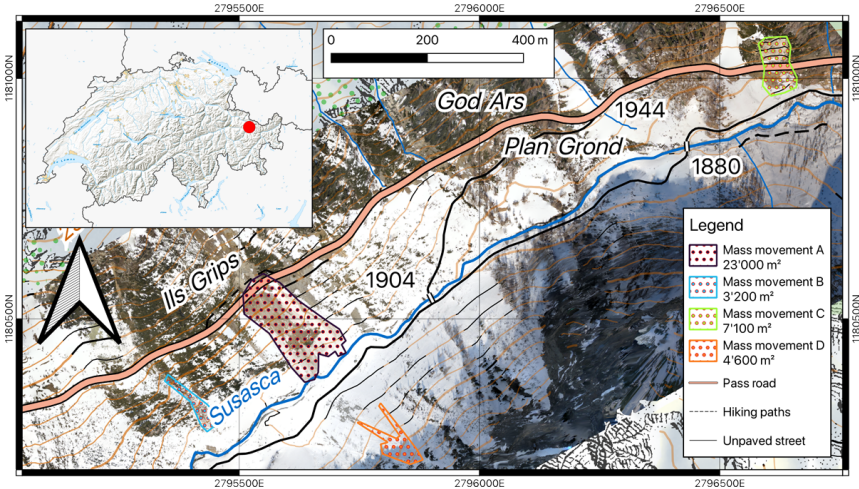 2795500E
2796000E
2796500E
0
200
400 m
1181000N
1181000N
God Ars
1944
Plan Grond
1880
Ils Grips
1904
Susasca
1180500N
1180500N
Legend
Mass movement A
23'000 m²
Mass movement B
3'200 m²
Mass movement C
7'100 m²
Mass movement D
4'600 m²
Pass road
Hiking paths
Unpaved street
2795500E
2796000E
2796500E